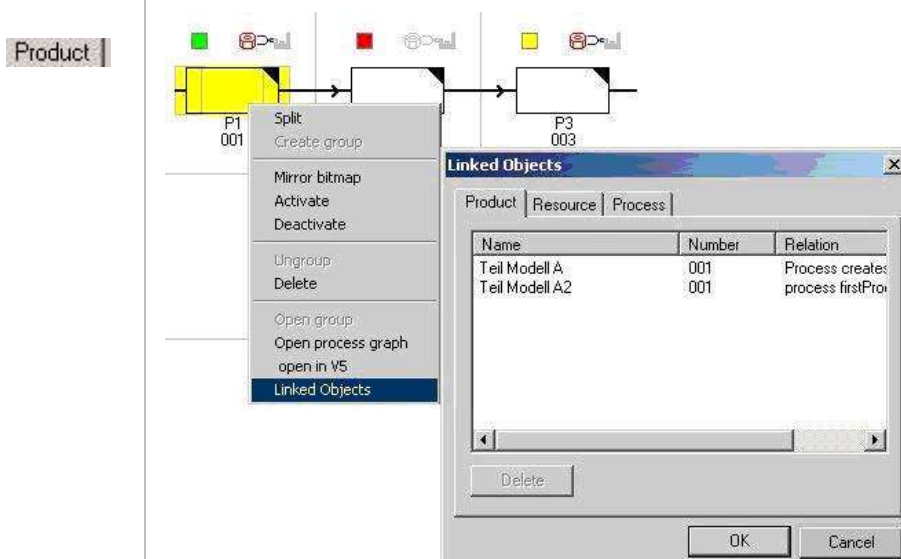 Product
P1
001
P3
003
Split
Create group
Mirror bitmap
Activate
Deactivate
Ungroup
Delete
Open group
Open process graph
open in V5
Linked Objects
Linked Objects
Product Resource Process
Name Number Relation
Teil Modell A 001 Process creates
Teil Modell A2 001 process firstPro
Delete
OK Cancel